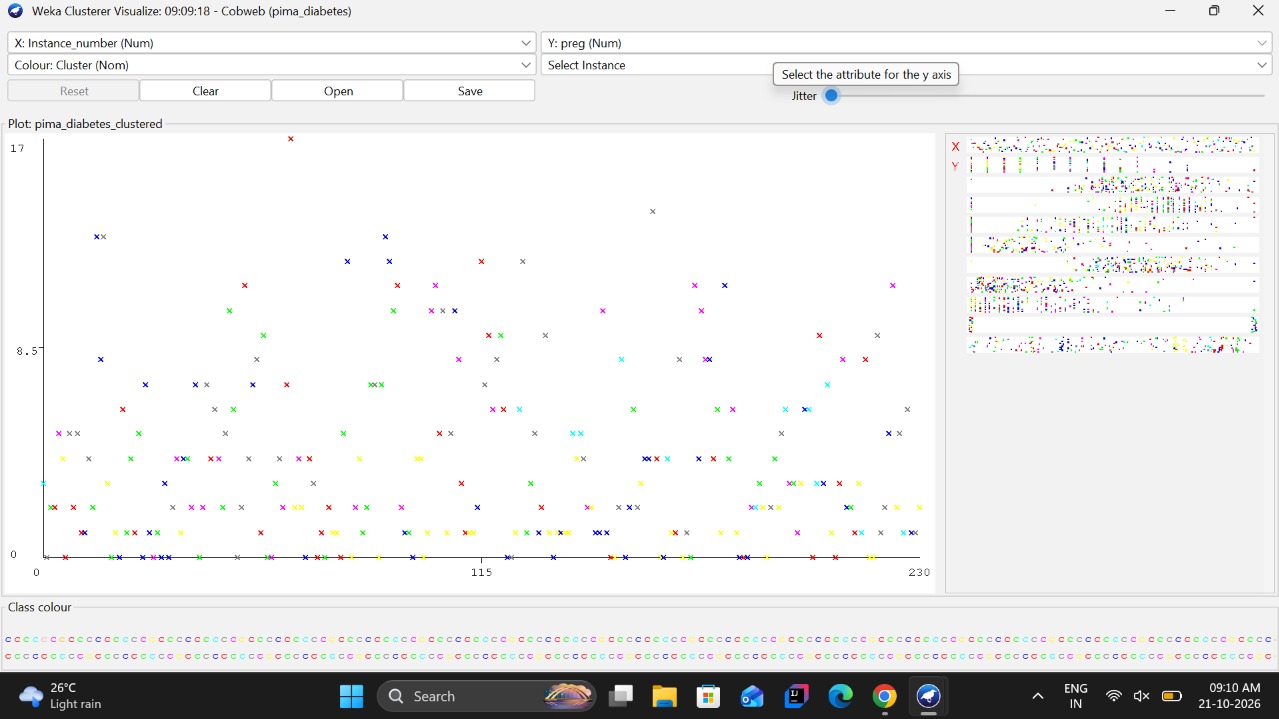 Weka Clusterer Visualize: 09:09:18 - Cobweb (pima_diabetes)
X: Instance_number (Num)
Y: preg (Num)
Colour: Cluster (Nom)
Select Instance
Select the attribute for the y axis
Reset
Clear
Open
Save
Jitter
Plot: pima_diabetes_clustered
17
X
Y
8.5
0
0
115
230
Class colour
26°C
Light rain
Search
ENG
IN
09:10 AM
21-10-2026